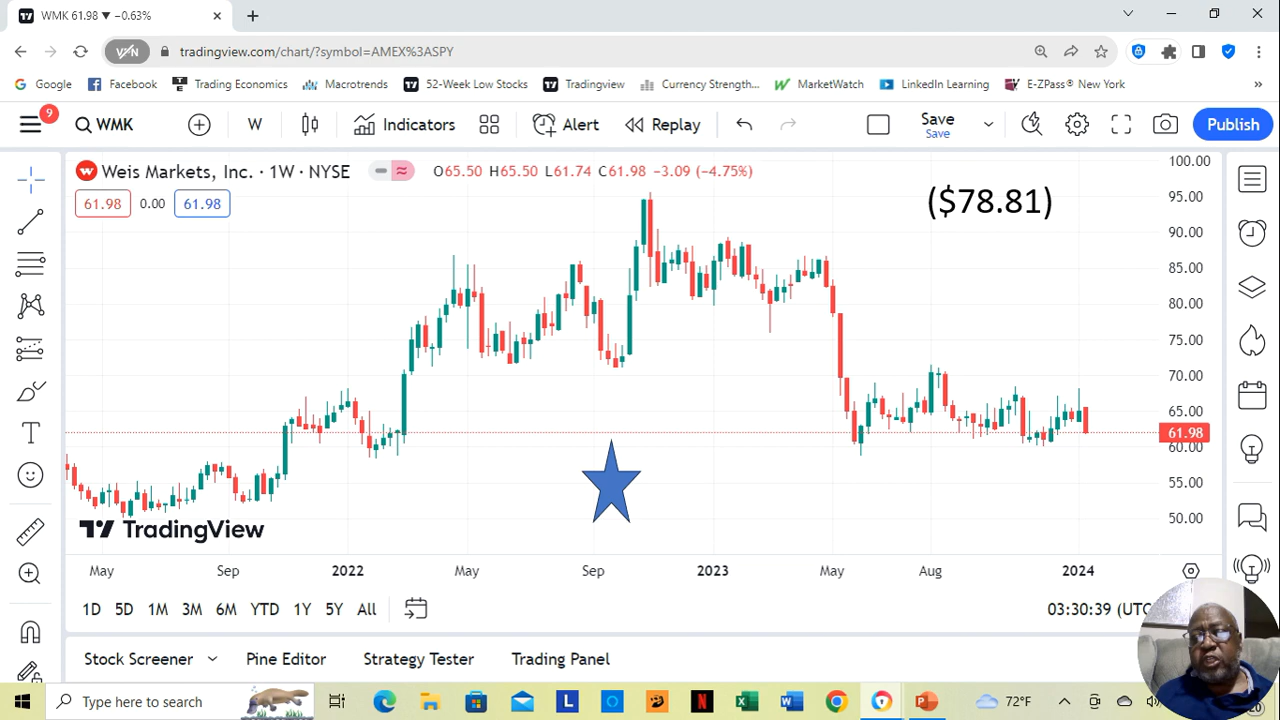 WMK 61.98 ▼ −0.63%
tradingview.com/chart/?symbol=AMEX%3ASPY
Google Facebook Trading Economics Macrotrends 52-Week Low Stocks Tradingview Currency Strength... MarketWatch LinkedIn Learning E-ZPass® New York »
9
WMK W Indicators Alert Replay Save Publish
Save
Weis Markets, Inc. · 1W · NYSE O65.50 H65.50 L61.74 C61.98 −3.09 (−4.75%)
61.98 0.00 61.98
($78.81)
100.00
95.00
90.00
85.00
80.00
75.00
70.00
65.00
61.98
60.00
55.00
50.00
TradingView
May Sep 2022 May Sep 2023 May Aug 2024
1D 5D 1M 3M 6M YTD 1Y 5Y All 03:30:39 (UTC
Stock Screener Pine Editor Strategy Tester Trading Panel
Type here to search 72°F